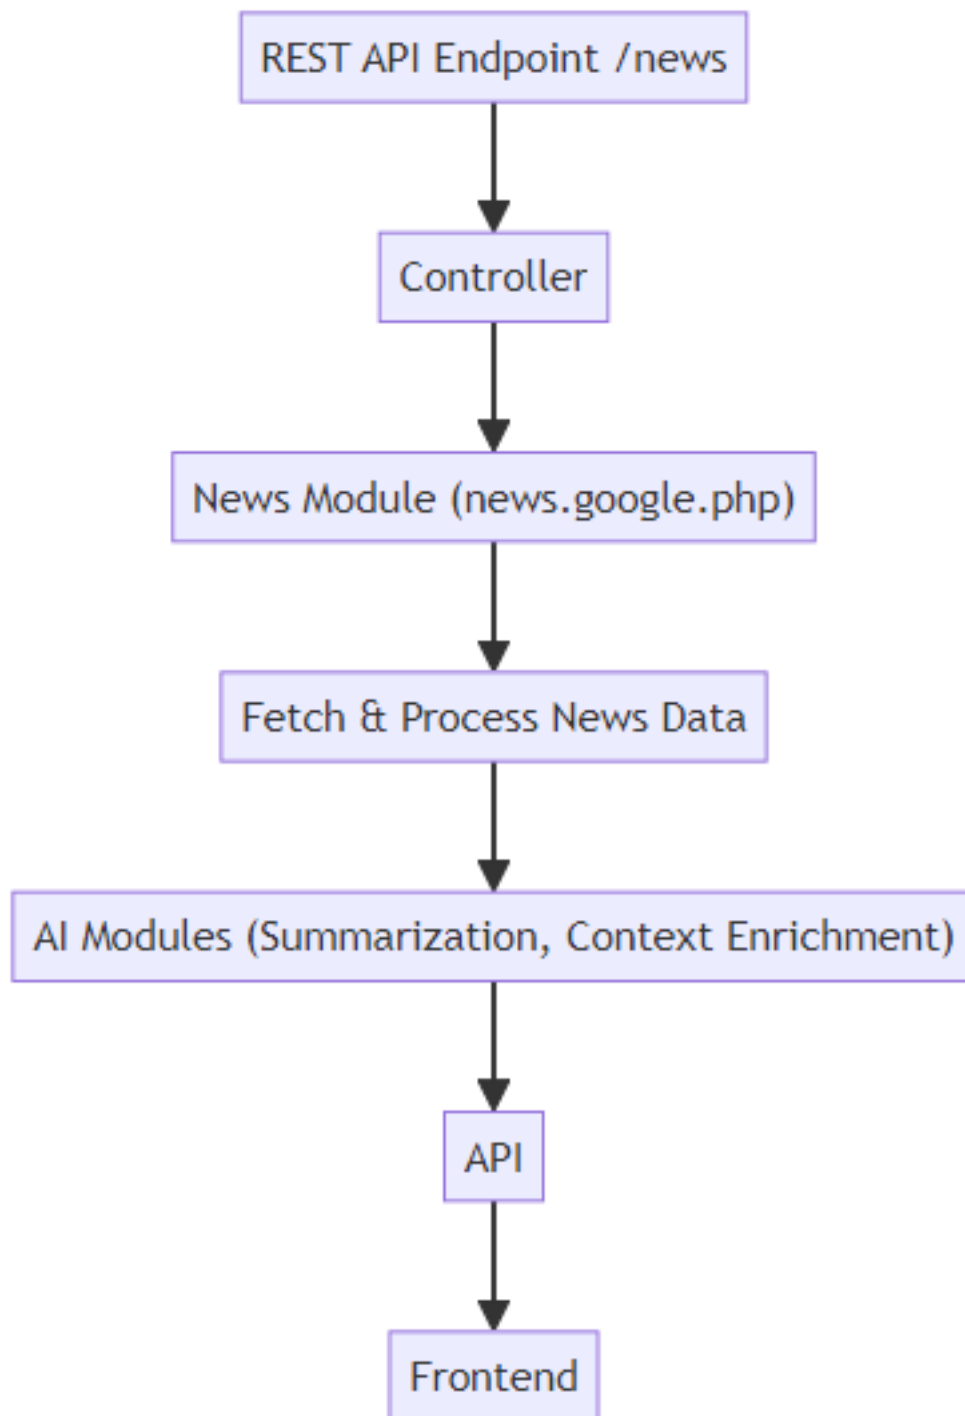 REST API Endpoint /news
Controller
News Module (news.google.php)
Fetch & Process News Data
AI Modules (Summarization, Context Enrichment)
API
Frontend